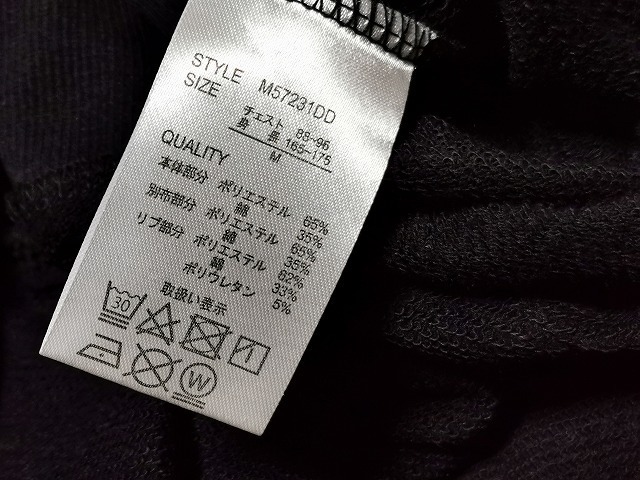 STYLE M57231DD
SIZE
チェスト 88~96
身 長 165~175
M
QUALITY
本体部分 ポリエステル 65%
綿 35%
別布部分 ポリエステル 65%
綿 35%
リブ部分 ポリエステル 62%
綿 33%
ポリウレタン 5%
取扱い表示
30
W